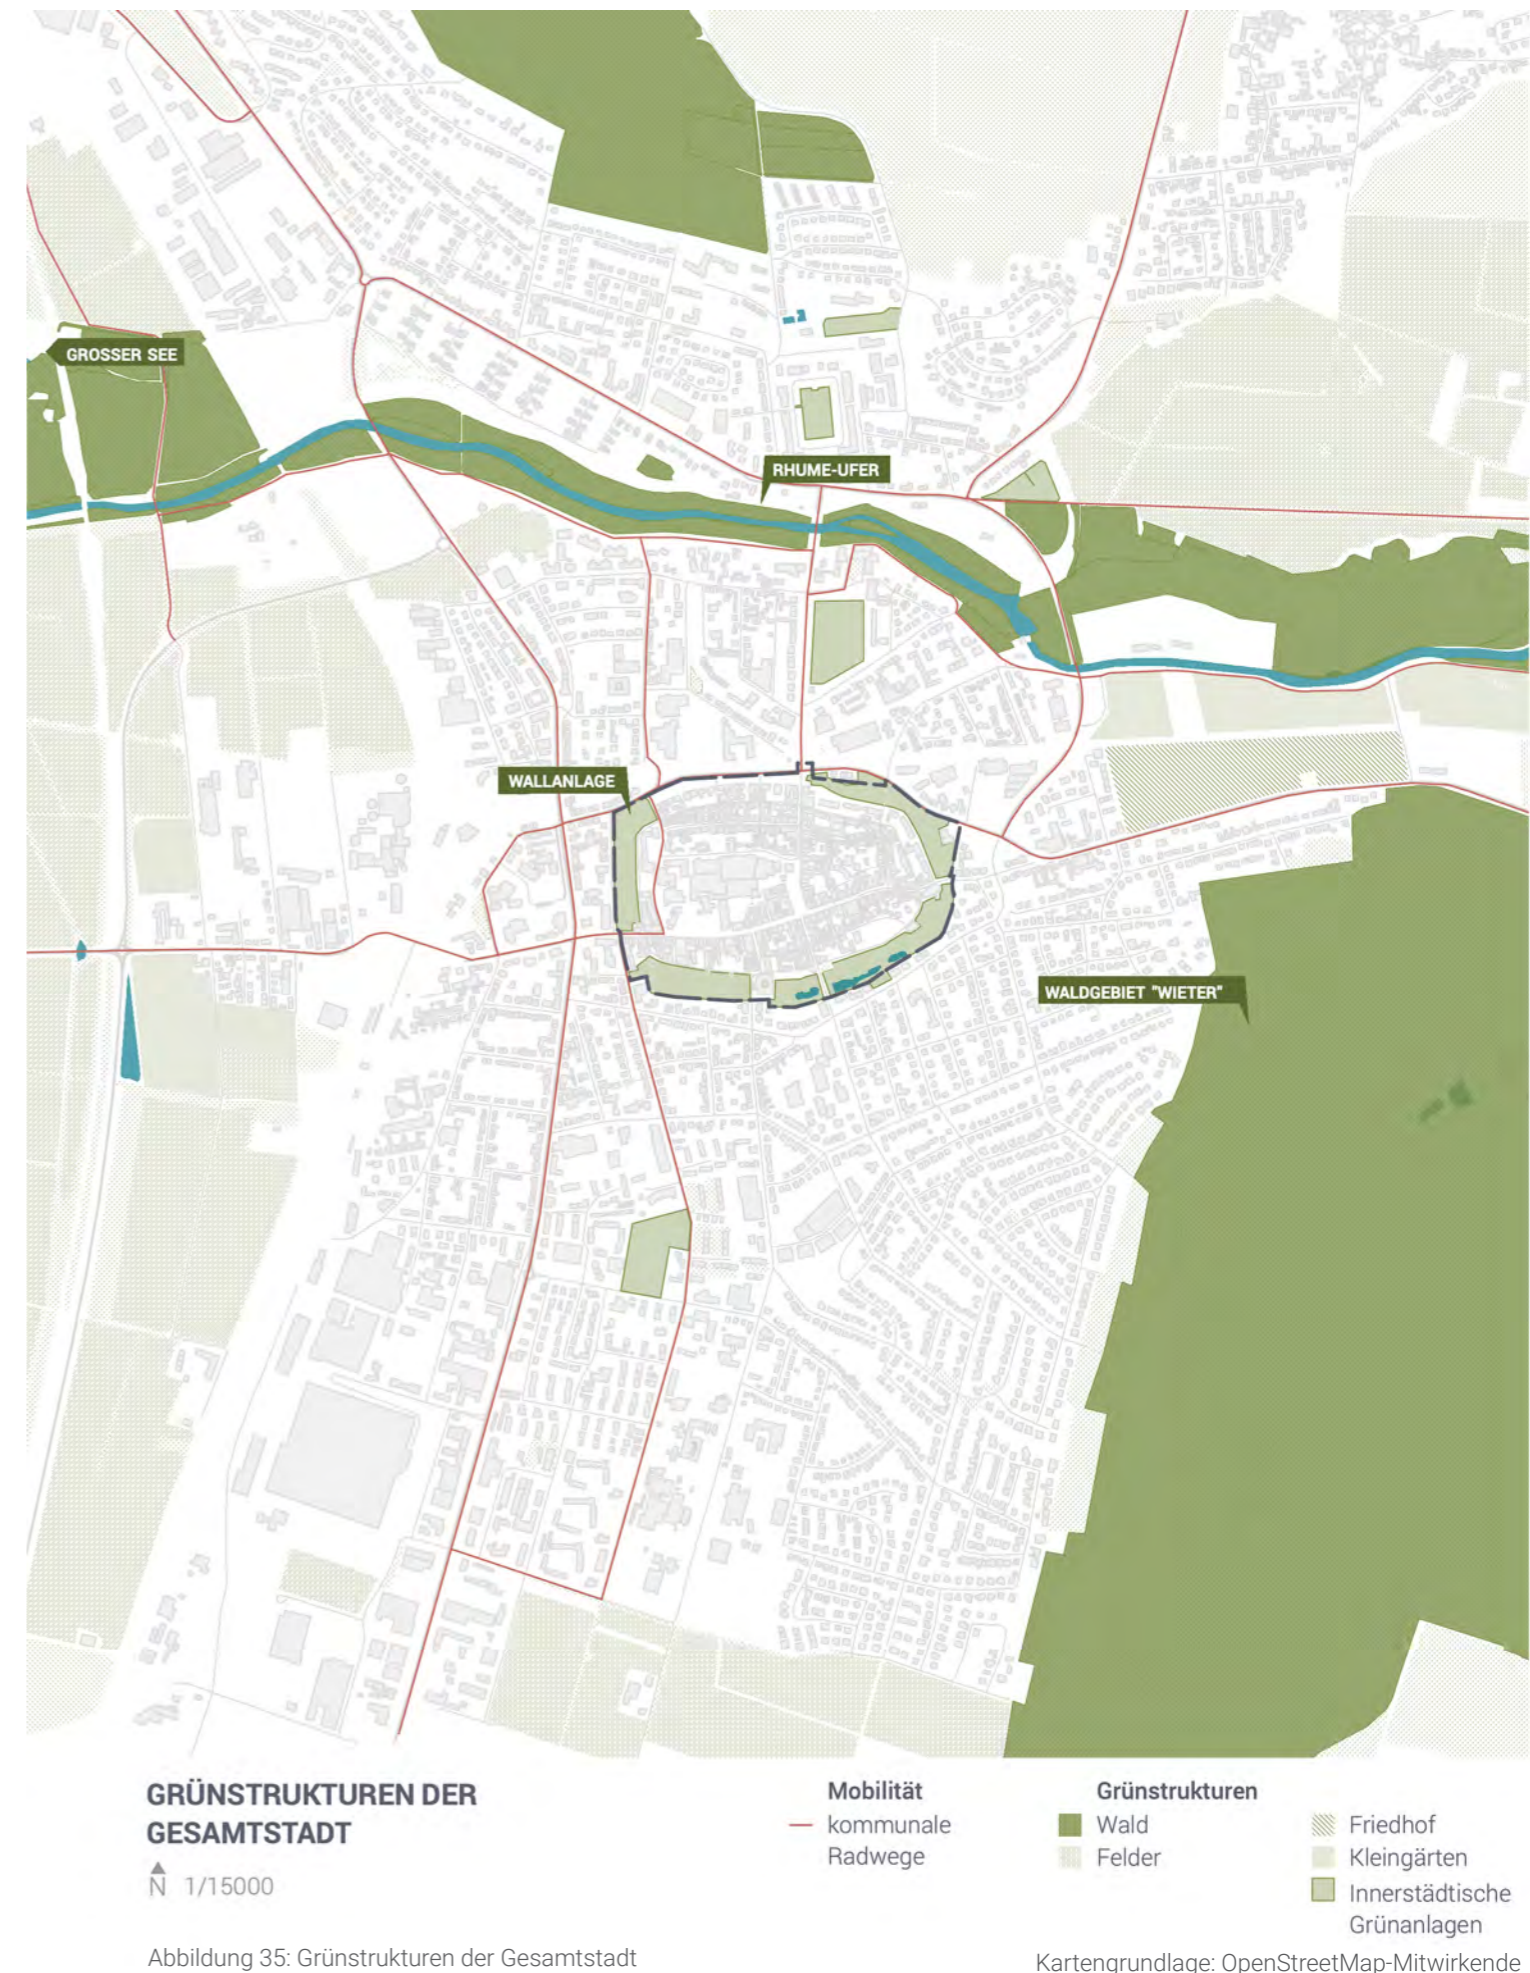 GROSSER SEE
RHUME-UFER
WALLANLAGE
WALDGEBIET "WIETER"
GRÜNSTRUKTUREN DER
GESAMTSTADT
N 1/15000
Mobilität
kommunale
Radwege
Grünstrukturen
Wald
Felder
Friedhof
Kleingärten
Innerstädtische
Grünanlagen
Abbildung 35: Grünstrukturen der Gesamtstadt
Kartengrundlage: OpenStreetMap-Mitwirkende